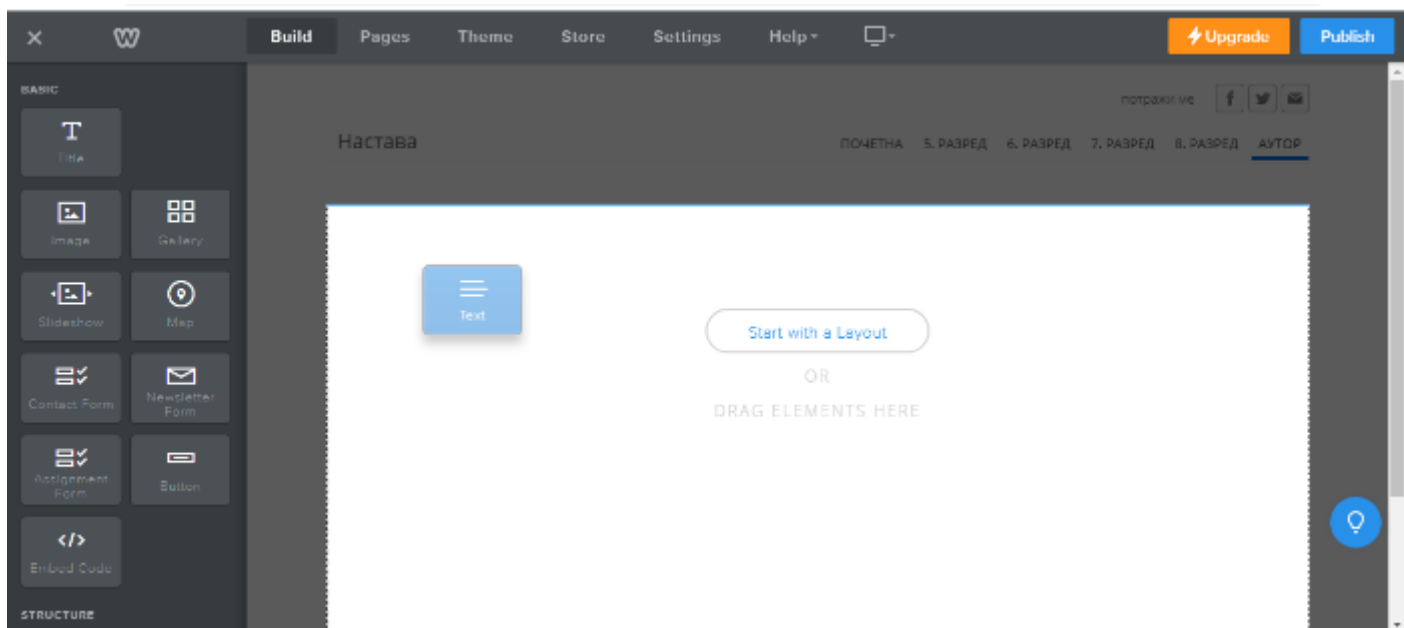 Build Pages Theme Store Settings Help Upgrade Publish
BASIC
Title
Image Gallery
Slideshow Map
Contact Form Newsletter Form
Assignment Form Button
Embed Code
STRUCTURE
потражи ме
Настава ПОЧЕТНА 5. РАЗРЕД 6. РАЗРЕД 7. РАЗРЕД 8. РАЗРЕД АУТОР
Text
Start with a Layout
OR
DRAG ELEMENTS HERE